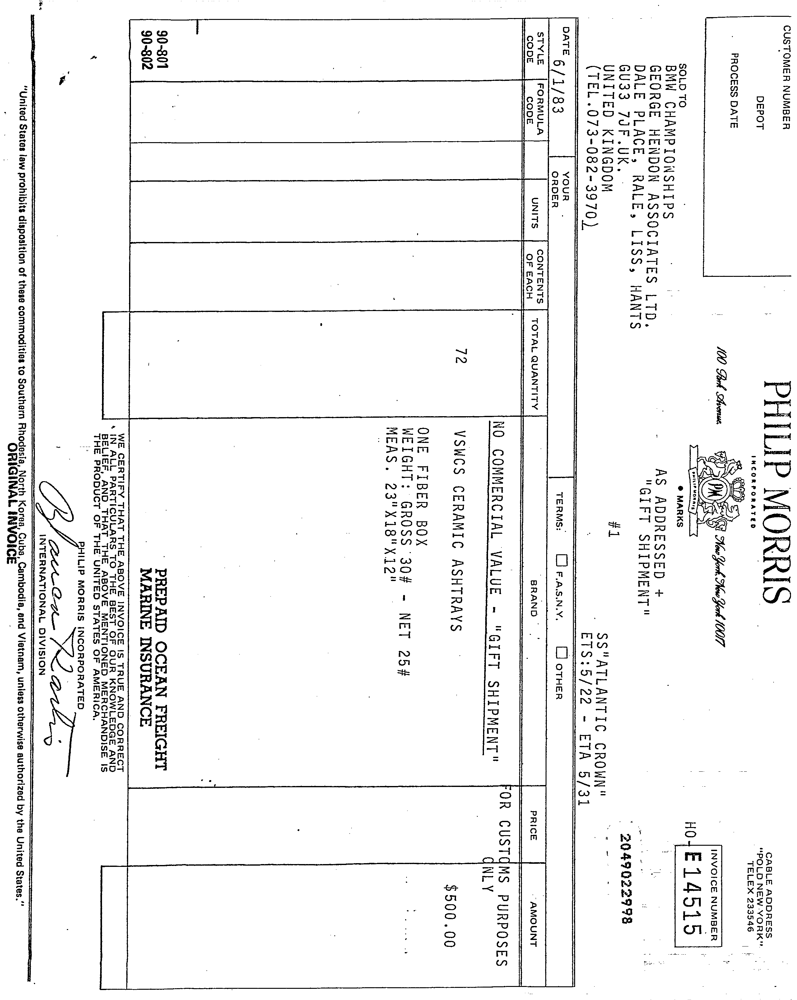 CUSTOMER NUMBER
DEPOT
PROCESS DATE
PHILIP MORRIS
INCORPORATED
100 Park Avenue
New York, New York 10017
PHILIP MORRIS
PM
• MARKS
CABLE ADDRESS
"POLD NEW YORK"
TELEX 233546
INVOICE NUMBER
HO- E14515
2049022998
SOLD TO
BMW CHAMPIONSHIPS
GEORGE HENDON ASSOCIATES LTD.
DALE PLACE, RALE, LISS, HANTS
GU33 7JF.UK.
UNITED KINGDOM
(TEL.073-082-3970)
AS ADDRESSED +
"GIFT SHIPMENT"
#1
SS"ATLANTIC CROWN"
ETS:5/22 - ETA 5/31
DATE 6/1/83
YOUR ORDER
TERMS: F.A.S.N.Y. OTHER
STYLE CODE
FORMULA CODE
UNITS
CONTENTS OF EACH
TOTAL QUANTITY
BRAND
PRICE
AMOUNT
NO COMMERCIAL VALUE - "GIFT SHIPMENT"
FOR CUSTOMS PURPOSES
ONLY
72 VSWCS CERAMIC ASHTRAYS $500.00
ONE FIBER BOX
WEIGHT: GROSS 30# - NET 25#
MEAS. 23"X18"X12"
90-801
90-802
PREPAID OCEAN FREIGHT
MARINE INSURANCE
WE CERTIFY THAT THE ABOVE INVOICE IS TRUE AND CORRECT
IN ALL PARTICULARS TO THE BEST OF OUR KNOWLEDGE AND
BELIEF, AND THAT THE ABOVE MENTIONED MERCHANDISE IS
THE PRODUCT OF THE UNITED STATES OF AMERICA.
PHILIP MORRIS INCORPORATED
INTERNATIONAL DIVISION
"United States law prohibits disposition of these commodities to Southern Rhodesia, North Korea, Cuba, Cambodia, and Vietnam, unless otherwise authorized by the United States."
ORIGINAL INVOICE